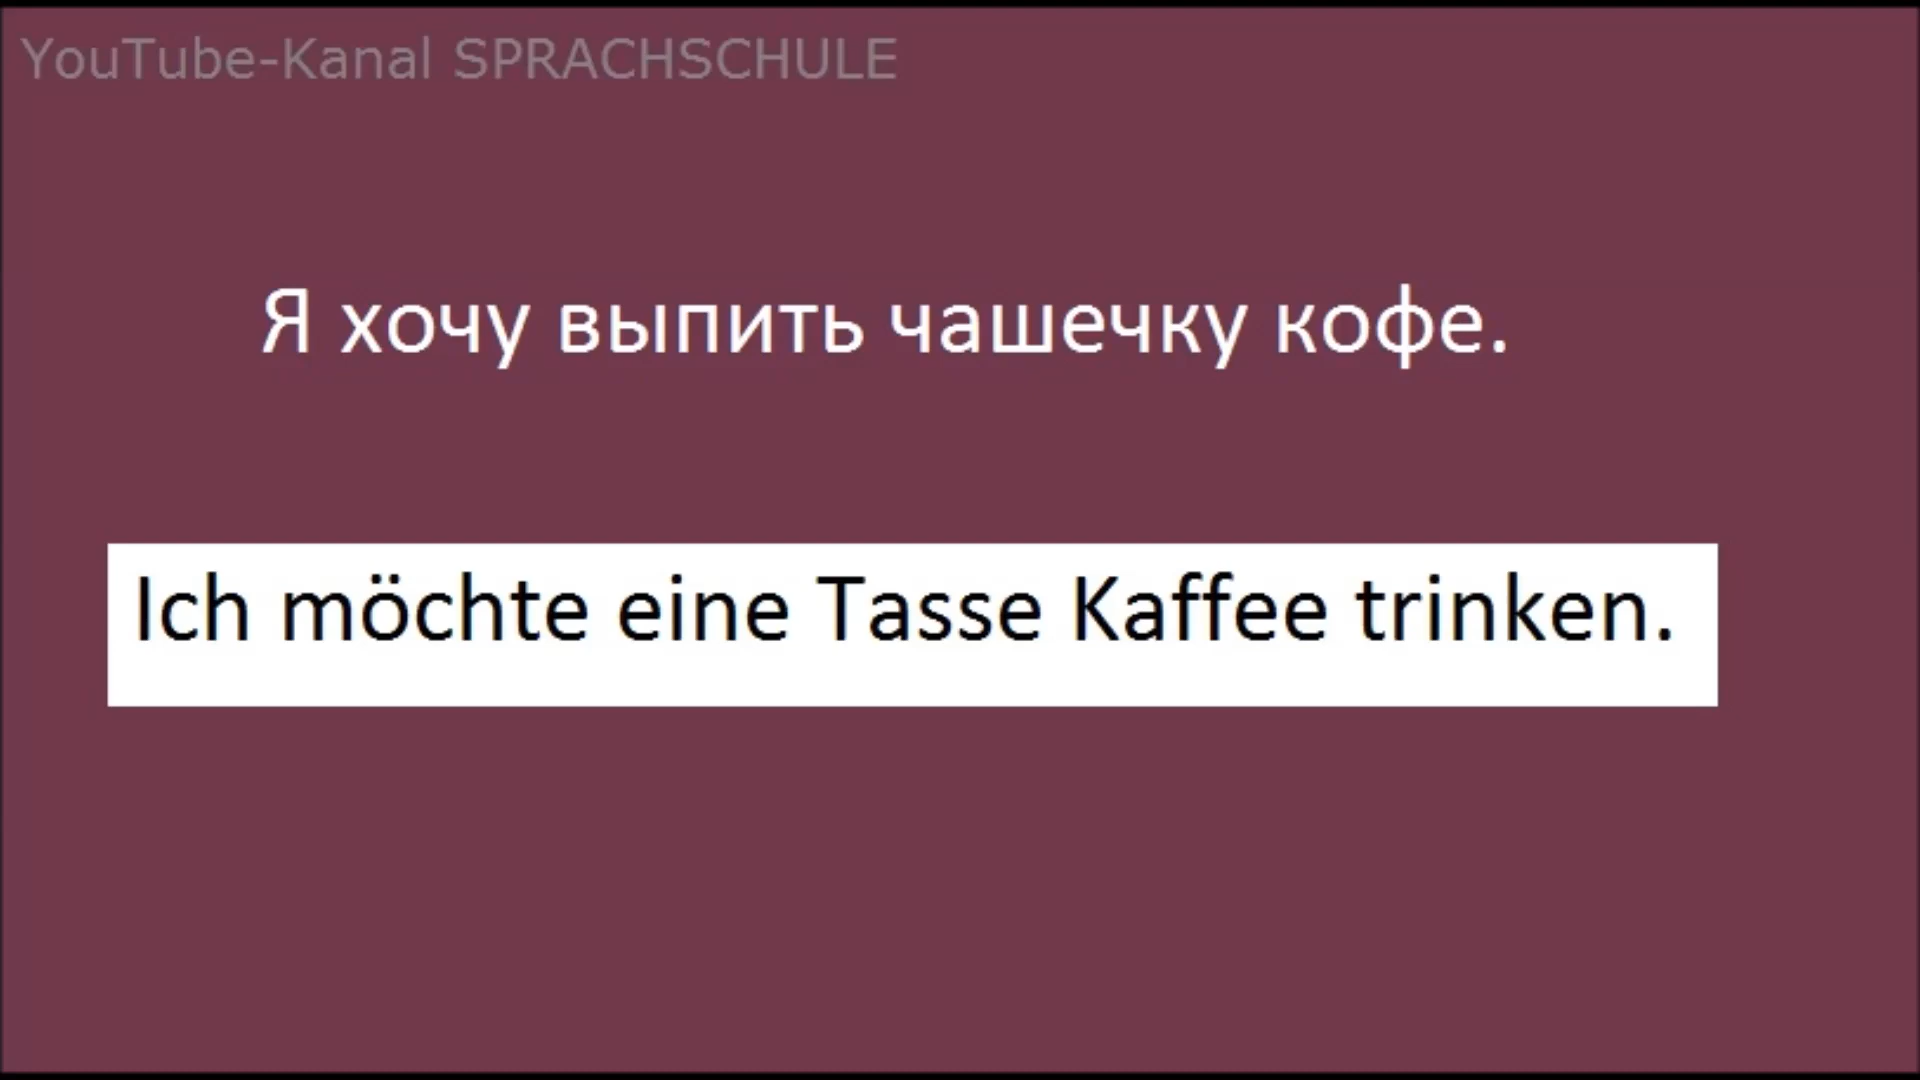 YouTube-Kanal SPRACHSCHULE
Я хочу выпить чашечку кофе.
Ich möchte eine Tasse Kaffee trinken.